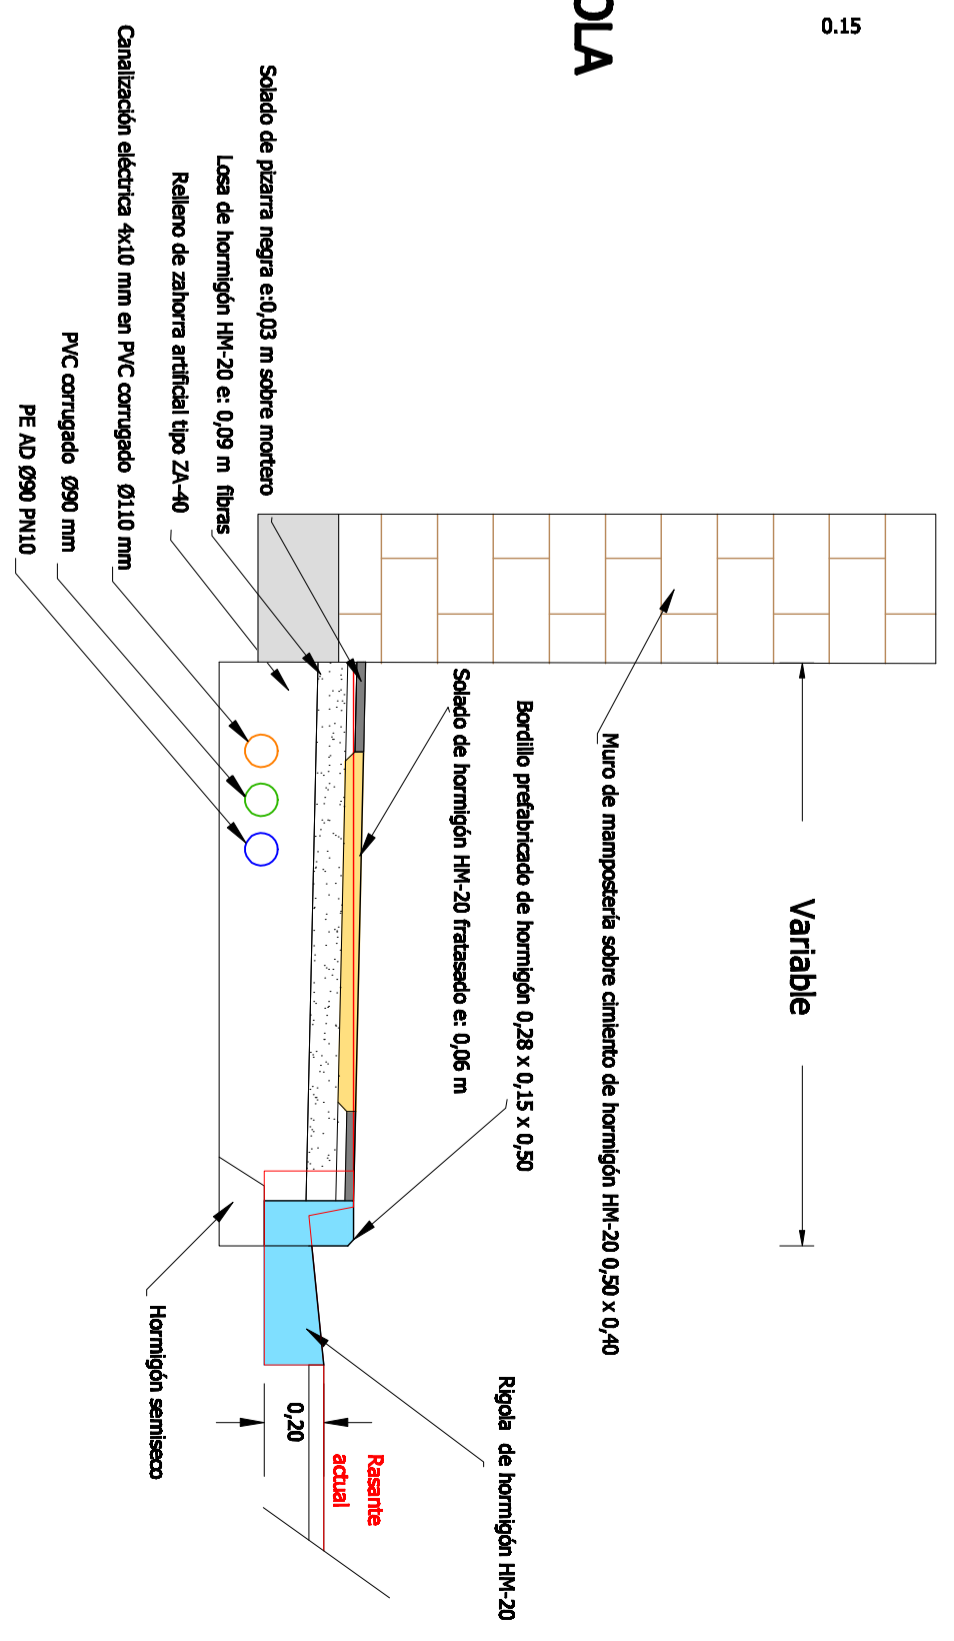 0.15
OLA
Variable
Muro de mampostería sobre cimiento de hormigón HM-20 0,50 x 0,40
Bordillo prefabricado de hormigón 0,28 x 0,15 x 0,50
Rigola de hormigón HM-20
Solado de hormigón HM-20 fratasado e: 0,06 m
Rasante
actual
0,20
Solado de pizarra negra e:0,03 m sobre mortero
Losa de hormigón HM-20 e: 0,09 m fibras
Relleno de zahorra artificial tipo ZA-40
Hormigón semiseco
Canalización eléctrica 4x10 mm en PVC corrugado Ø110 mm
PVC corrugado Ø90 mm
PE AD Ø90 PN10